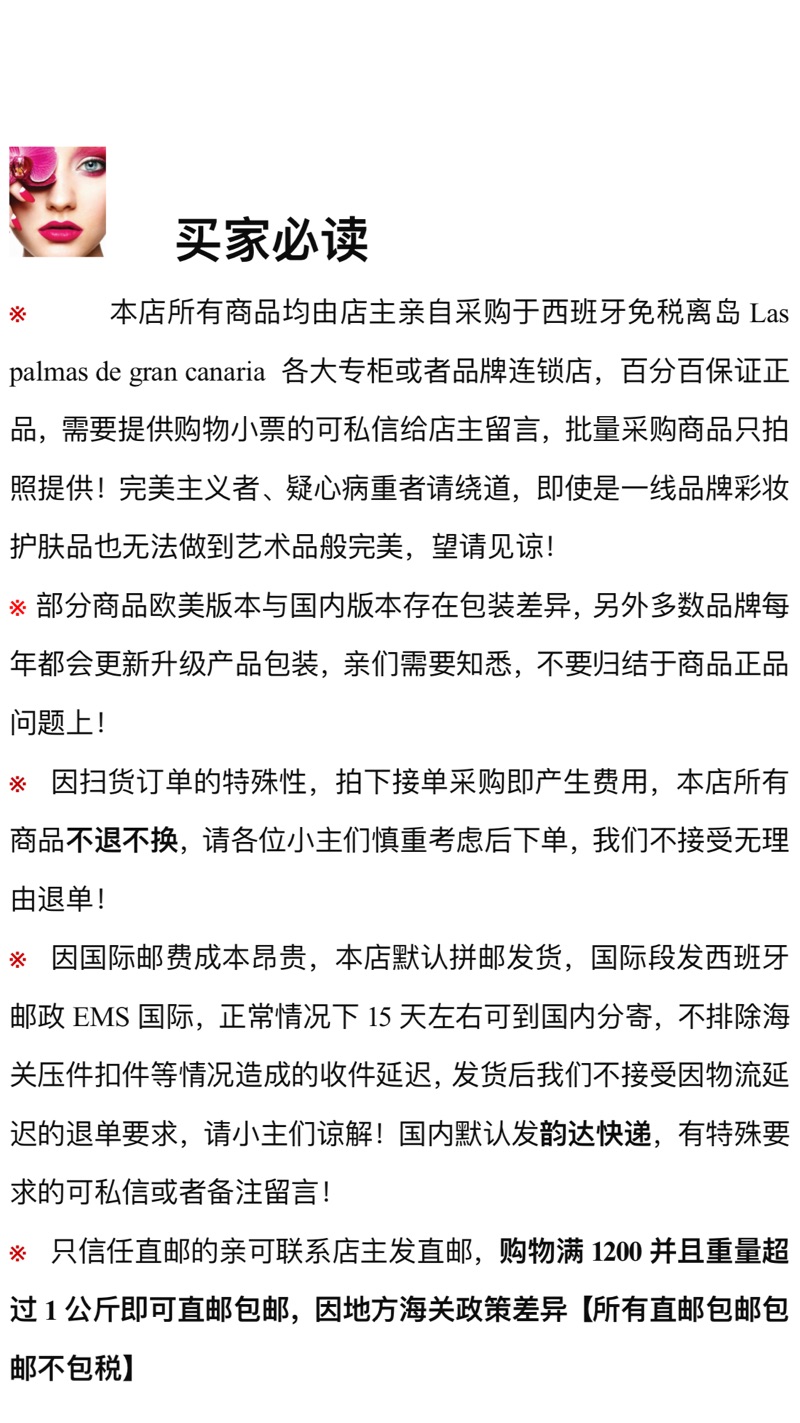 买家必读
※ 本店所有商品均由店主亲自采购于西班牙免税离岛 Las
palmas de gran canaria 各大专柜或者品牌连锁店，百分百保证正
品，需要提供购物小票的可私信给店主留言，批量采购商品只拍
照提供！完美主义者、疑心病重者请绕道，即使是一线品牌彩妆
护肤品也无法做到艺术品般完美，望请见谅！
※ 部分商品欧美版本与国内版本存在包装差异，另外多数品牌每
年都会更新升级产品包装，亲们需要知悉，不要归结于商品正品
问题上！
※ 因扫货订单的特殊性，拍下接单采购即产生费用，本店所有
商品不退不换，请各位小主们慎重考虑后下单，我们不接受无理
由退单！
※ 因国际邮费成本昂贵，本店默认拼邮发货，国际段发西班牙
邮政 EMS 国际，正常情况下 15 天左右可到国内分寄，不排除海
关压件扣件等情况造成的收件延迟，发货后我们不接受因物流延
迟的退单要求，请小主们谅解！国内默认发韵达快递，有特殊要
求的可私信或者备注留言！
※ 只信任直邮的亲可联系店主发直邮，购物满 1200 并且重量超
过 1 公斤即可直邮包邮，因地方海关政策差异【所有直邮包邮包
邮不包税】